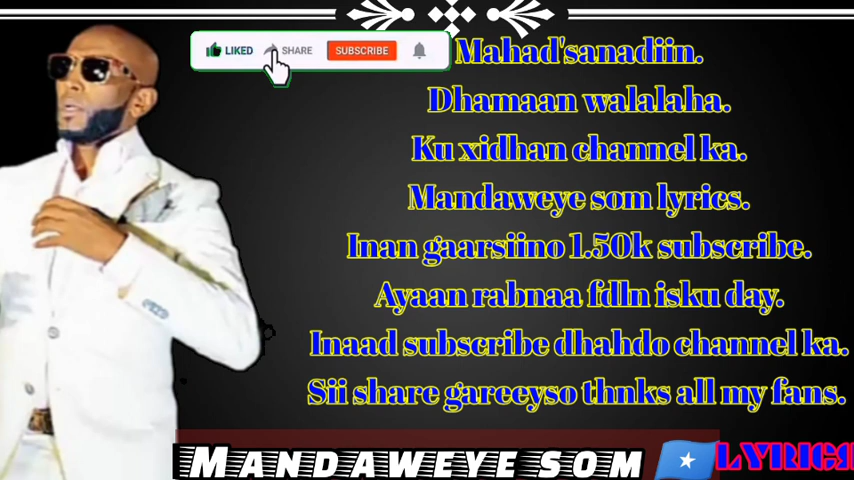 LIKED SHARE SUBSCRIBE
Mahad'sanadiin.
Dhamaan walalaha.
Ku xidhan channel ka.
Mandaweye som lyrics.
Inan gaarsiino 1.50k subscribe.
Ayaan rabnaa fdln isku day.
Inaad subscribe dhahdo channel ka.
Sii share gareeyso thnks all my fans.
MANDAWEYE SOM LYRICS